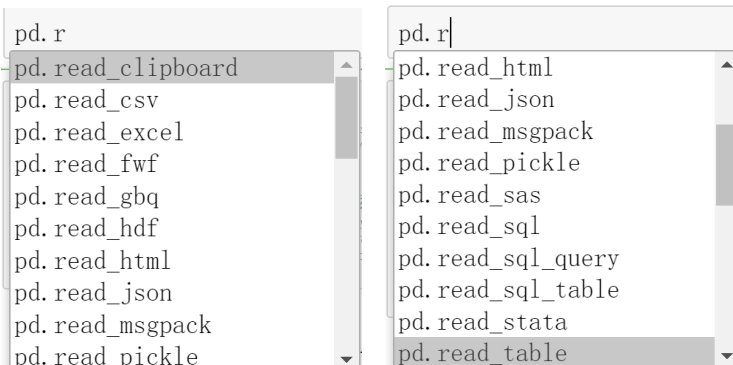 pd.r
pd.read_clipboard
pd.read_csv
pd.read_excel
pd.read_fwf
pd.read_gbq
pd.read_hdf
pd.read_html
pd.read_json
pd.read_msgpack
pd.read_pickle
pd.r
pd.read_html
pd.read_json
pd.read_msgpack
pd.read_pickle
pd.read_sas
pd.read_sql
pd.read_sql_query
pd.read_sql_table
pd.read_stata
pd.read_table